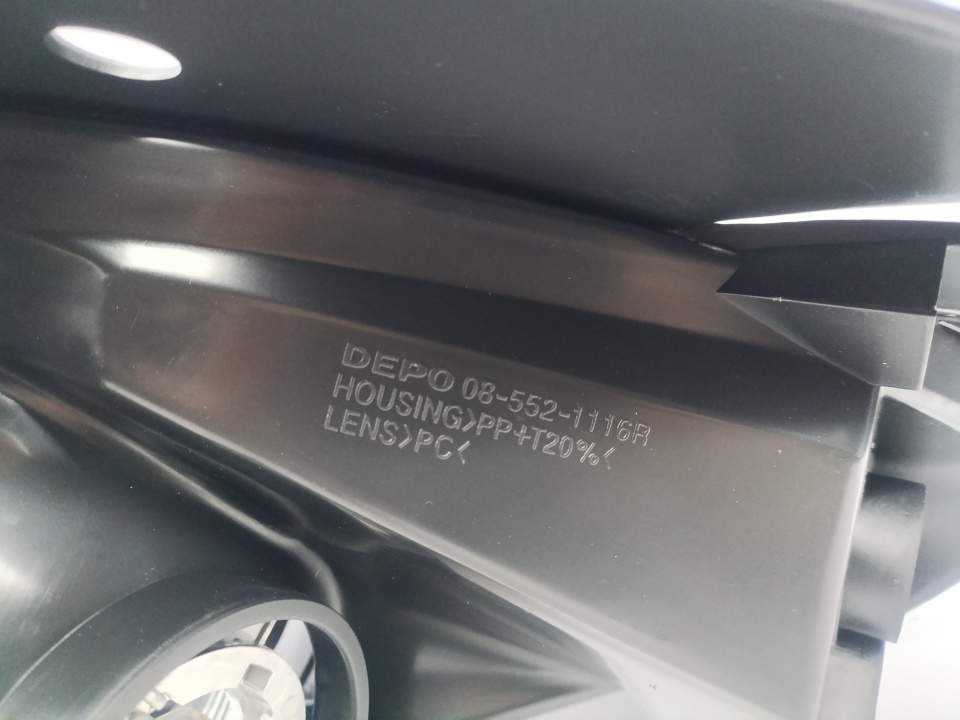 DEPO 08-552-1116R
HOUSING>PP+T20%<
LENS>PC<